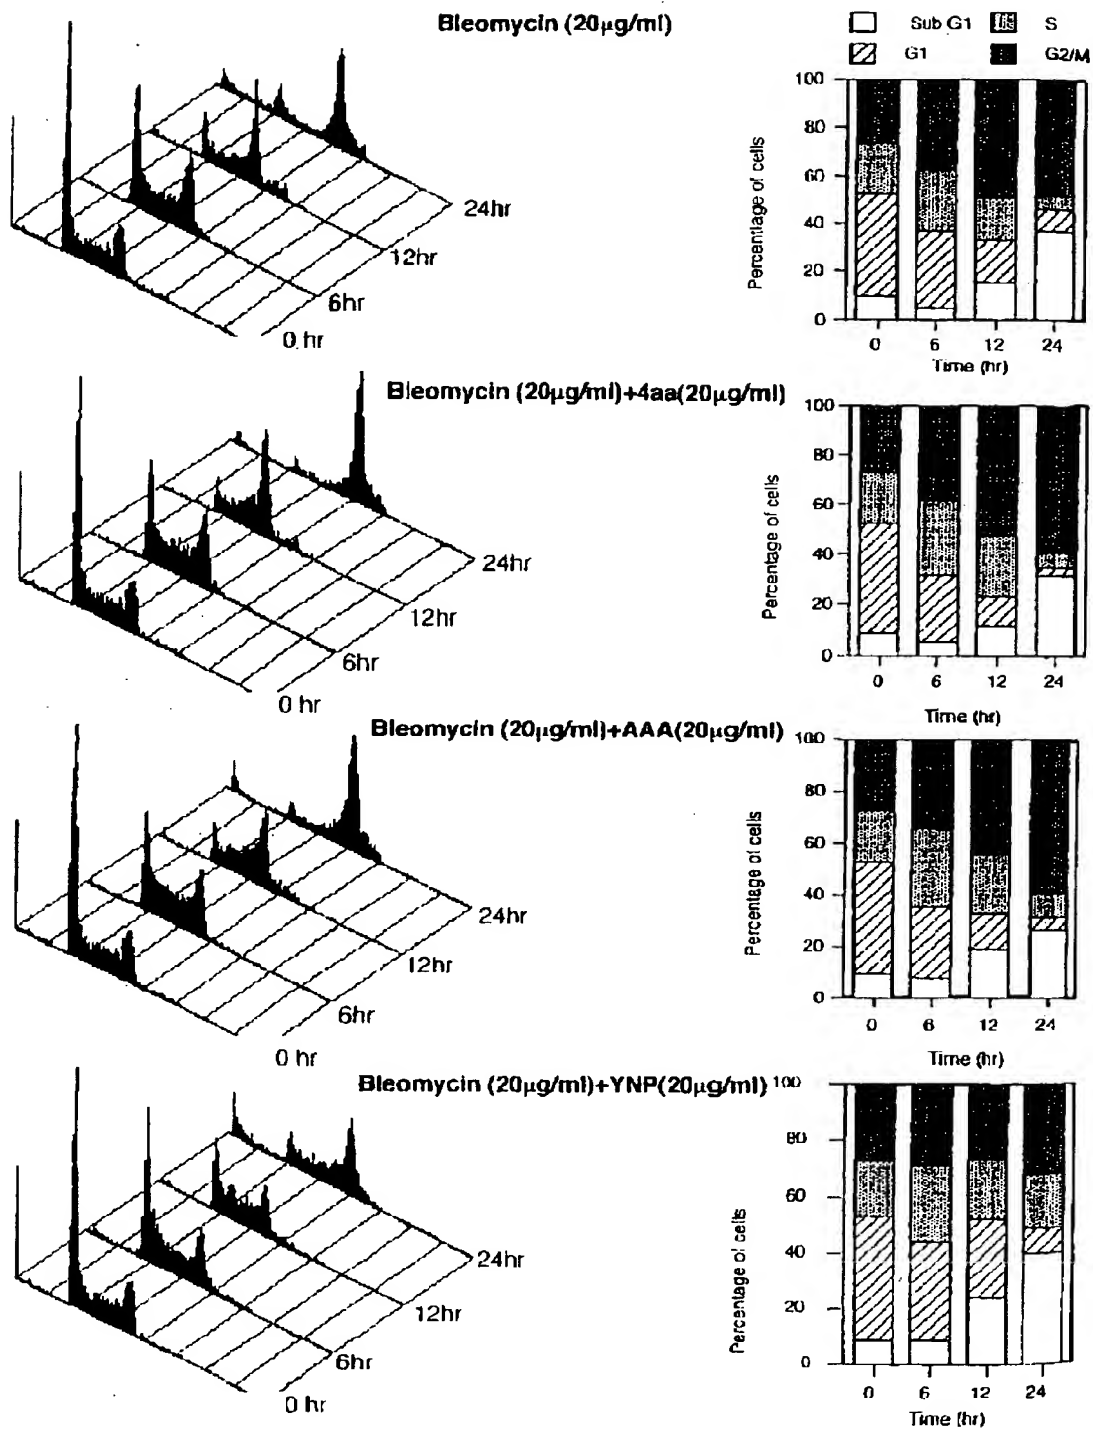 Bleomycin (20µg/ml)
Sub G1 S
G1 G2/M
100
80
60
40
20
0
Percentage of cells
0 6 12 24
Time (hr)
24hr
12hr
6hr
0 hr
Bleomycin (20µg/ml)+4aa(20µg/ml)
100
80
60
40
20
0
Percentage of cells
0 6 12 24
Time (hr)
24hr
12hr
6hr
0 hr
Bleomycin (20µg/ml)+AAA(20µg/ml)
100
80
60
40
20
0
Percentage of cells
0 6 12 24
Time (hr)
24hr
12hr
6hr
0 hr
Bleomycin (20µg/ml)+YNP(20µg/ml)
100
80
60
40
20
0
Percentage of cells
0 6 12 24
Time (hr)
24hr
12hr
6hr
0 hr